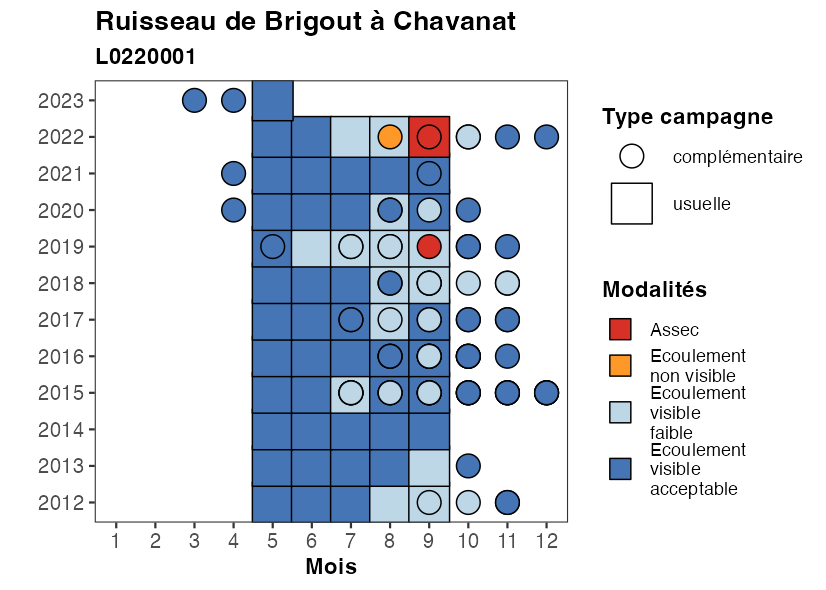 Ruisseau de Brigout à Chavanat
L0220001
2023
2022
2021
2020
2019
2018
2017
2016
2015
2014
2013
2012
1 2 3 4 5 6 7 8 9 10 11 12
Mois
Type campagne
complémentaire
usuelle
Modalités
Assec
Ecoulement
non visible
Ecoulement
visible
faible
Ecoulement
visible
acceptable